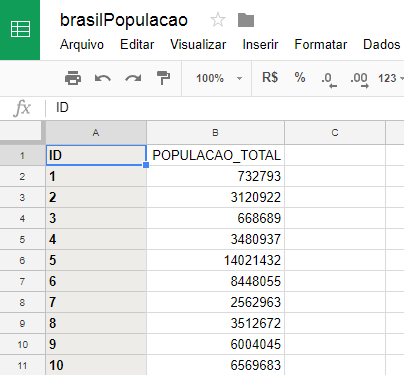 brasilPopulacao
Arquivo Editar Visualizar Inserir Formatar Dados
100% R$ % .0 .00 123
fx ID
A B C
1 ID POPULACAO_TOTAL
2 1 732793
3 2 3120922
4 3 668689
5 4 3480937
6 5 14021432
7 6 8448055
8 7 2562963
9 8 3512672
10 9 6004045
11 10 6569683